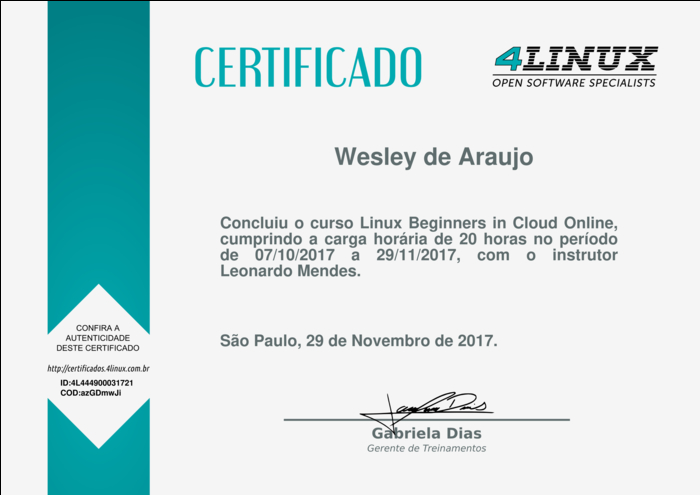 CERTIFICADO
4LINUX
OPEN SOFTWARE SPECIALISTS
Wesley de Araujo
Concluiu o curso Linux Beginners in Cloud Online,
cumprindo a carga horária de 20 horas no período
de 07/10/2017 a 29/11/2017, com o instrutor
Leonardo Mendes.
São Paulo, 29 de Novembro de 2017.
CONFIRA A
AUTENTICIDADE
DESTE CERTIFICADO
http://certificados.4linux.com.br
ID:4L444900031721
COD:azGDmwJi
Gabriela Dias
Gerente de Treinamentos